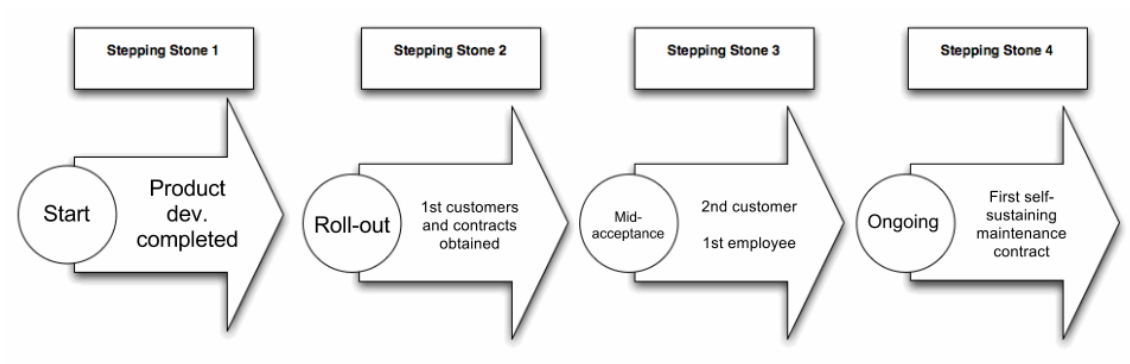 Stepping Stone 1
Stepping Stone 2
Stepping Stone 3
Stepping Stone 4
Start
Product
dev.
completed
Roll-out
1st customers
and contracts
obtained
Mid-
acceptance
2nd customer
1st employee
Ongoing
First self-
sustaining
maintenance
contract